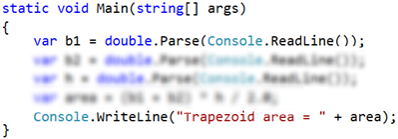 static void Main(string[] args)
{
var b1 = double.Parse(Console.ReadLine());
var b2 = double.Parse(Console.ReadLine());
var h = double.Parse(Console.ReadLine());
var area = (b1 + b2) * h / 2.0;
Console.WriteLine("Trapezoid area = " + area);
}